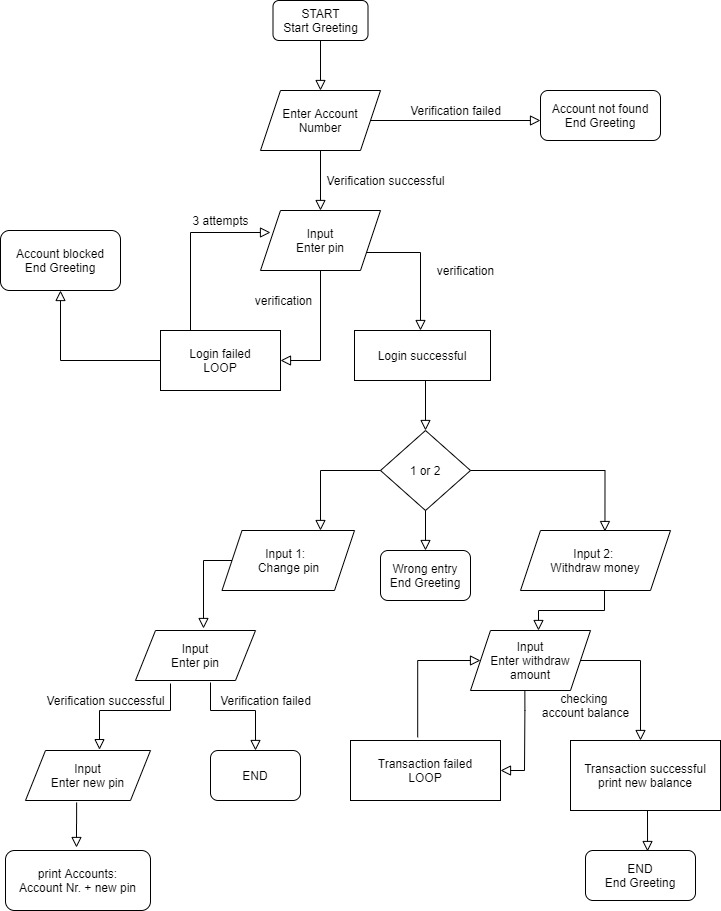 START
Start Greeting
Enter Account
Number
Verification failed
Account not found
End Greeting
Verification successful
3 attempts
Input
Enter pin
Account blocked
End Greeting
verification
verification
Login failed
LOOP
Login successful
1 or 2
Input 1:
Change pin
Wrong entry
End Greeting
Input 2:
Withdraw money
Input
Enter pin
Input
Enter withdraw
amount
Verification successful
Verification failed
checking
account balance
Input
Enter new pin
END
Transaction failed
LOOP
Transaction successful
print new balance
print Accounts:
Account Nr. + new pin
END
End Greeting